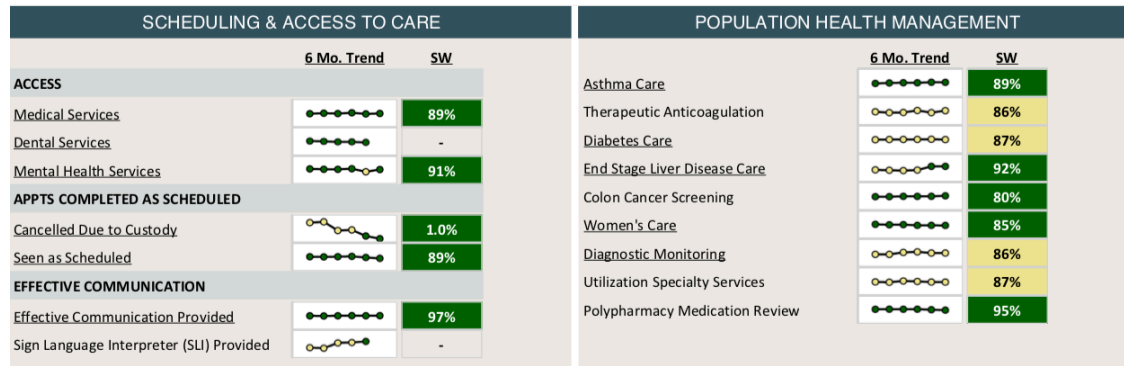 SCHEDULING & ACCESS TO CARE
6 Mo. Trend SW
ACCESS
Medical Services 89%
Dental Services -
Mental Health Services 91%
APPTS COMPLETED AS SCHEDULED
Cancelled Due to Custody 1.0%
Seen as Scheduled 89%
EFFECTIVE COMMUNICATION
Effective Communication Provided 97%
Sign Language Interpreter (SLI) Provided -
POPULATION HEALTH MANAGEMENT
6 Mo. Trend SW
Asthma Care 89%
Therapeutic Anticoagulation 86%
Diabetes Care 87%
End Stage Liver Disease Care 92%
Colon Cancer Screening 80%
Women's Care 85%
Diagnostic Monitoring 86%
Utilization Specialty Services 87%
Polypharmacy Medication Review 95%